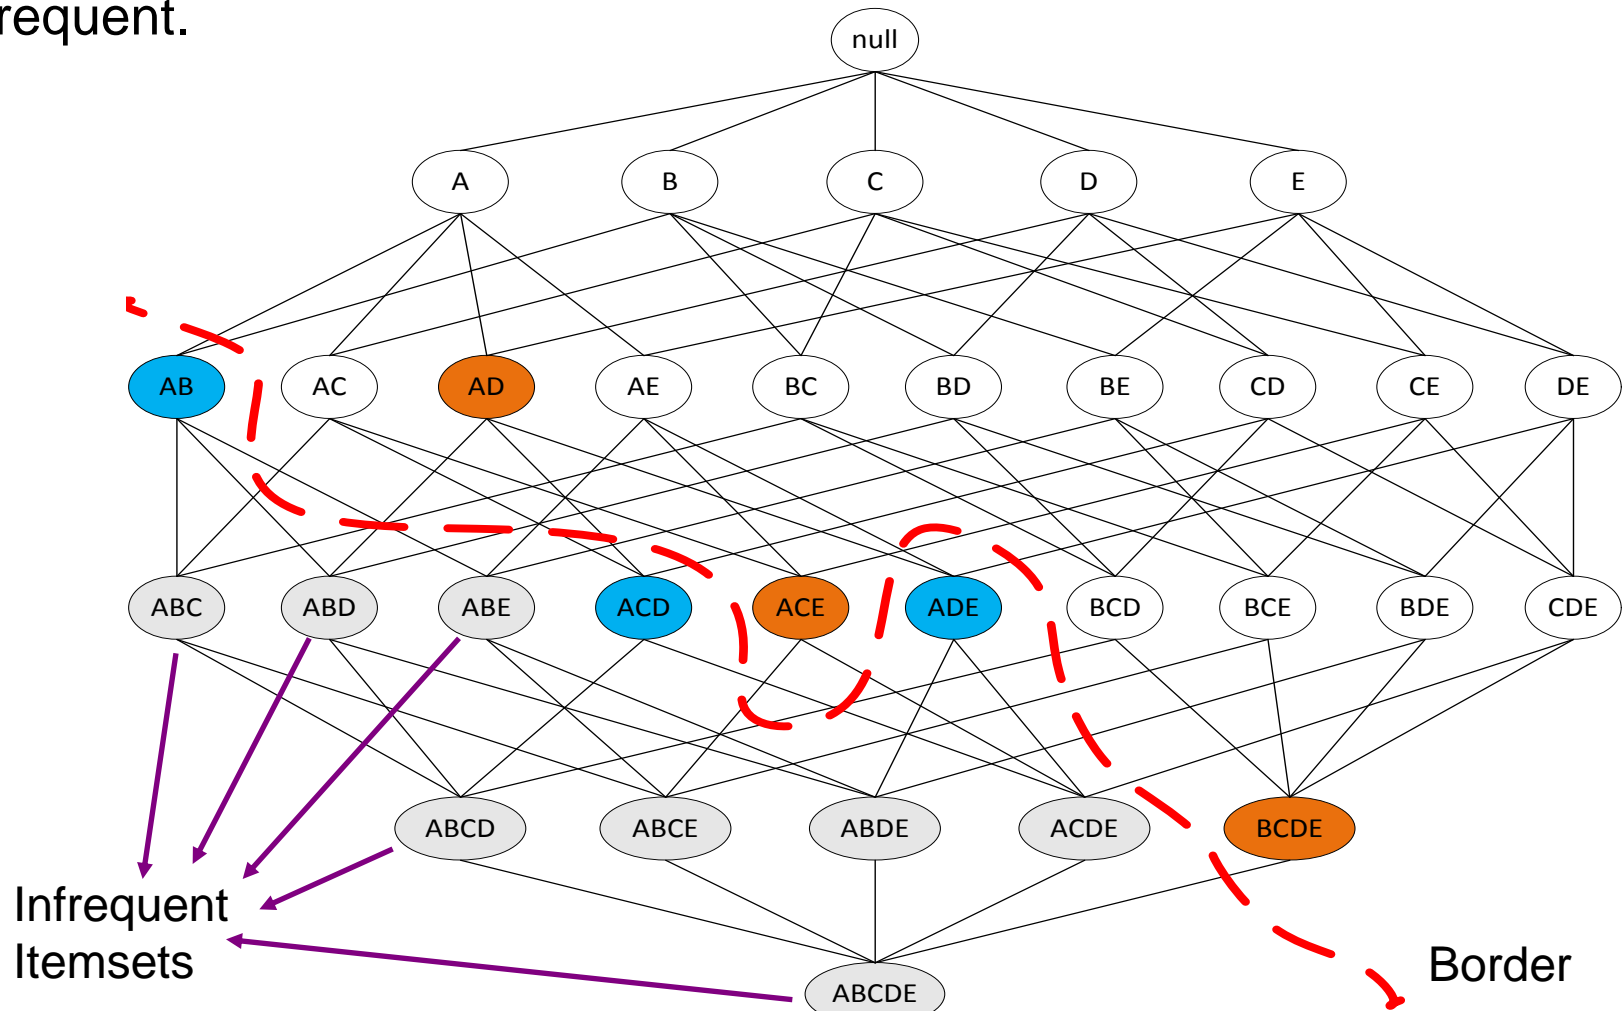 requent.
null
A B C D E
AB AC AD AE BC BD BE CD CE DE
ABC ABD ABE ACD ACE ADE BCD BCE BDE CDE
ABCD ABCE ABDE ACDE BCDE
Infrequent
Itemsets
Border
ABCDE